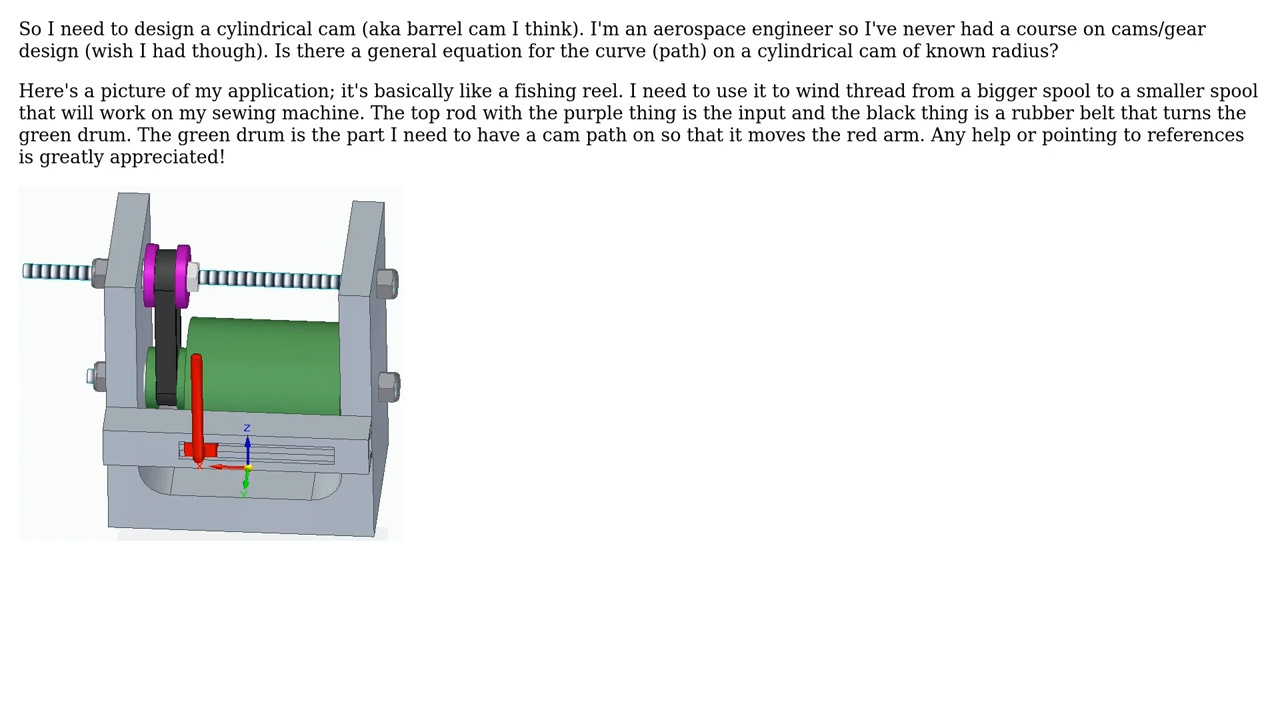 So I need to design a cylindrical cam (aka barrel cam I think). I'm an aerospace engineer so I've never had a course on cams/gear
design (wish I had though). Is there a general equation for the curve (path) on a cylindrical cam of known radius?
Here's a picture of my application; it's basically like a fishing reel. I need to use it to wind thread from a bigger spool to a smaller spool
that will work on my sewing machine. The top rod with the purple thing is the input and the black thing is a rubber belt that turns the
green drum. The green drum is the part I need to have a cam path on so that it moves the red arm. Any help or pointing to references
is greatly appreciated!
Z
X
Y